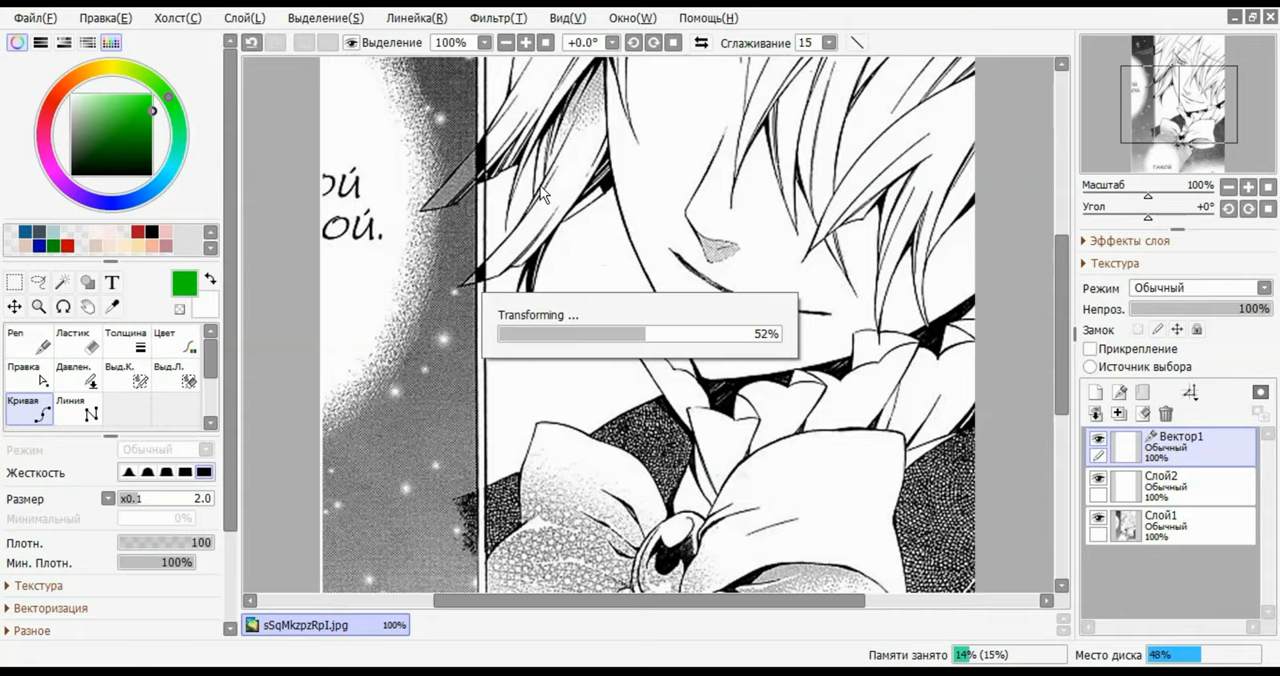 Файл(F) Правка(E) Холст(C) Слой(L) Выделение(S) Линейка(R) Фильтр(T) Вид(V) Окно(W) Помощь(H)
Выделение 100% +0.0° Сглаживание 15
ОЙ
ОЙ.
Transforming ...
52%
Pen Ластик Толщина Цвет
Правка Давлен. Выд.К. Выд.Л.
Кривая Линия
Режим Обычный
Жесткость
Размер x0.1 2.0
Минимальный 0%
Плотн. 100
Мин. Плотн. 100%
Текстура
Векторизация
Разное
sSqMkzpzRpI.jpg 100%
ТАКОЙ
Масштаб 100%
Угол +0°
Эффекты слоя
Текстура
Режим Обычный
Непроз. 100%
Замок
Прикрепление
Источник выбора
Вектор1
Обычный
100%
Слой2
Обычный
100%
Слой1
Обычный
100%
Памяти занято 14% (15%) Место диска 48%